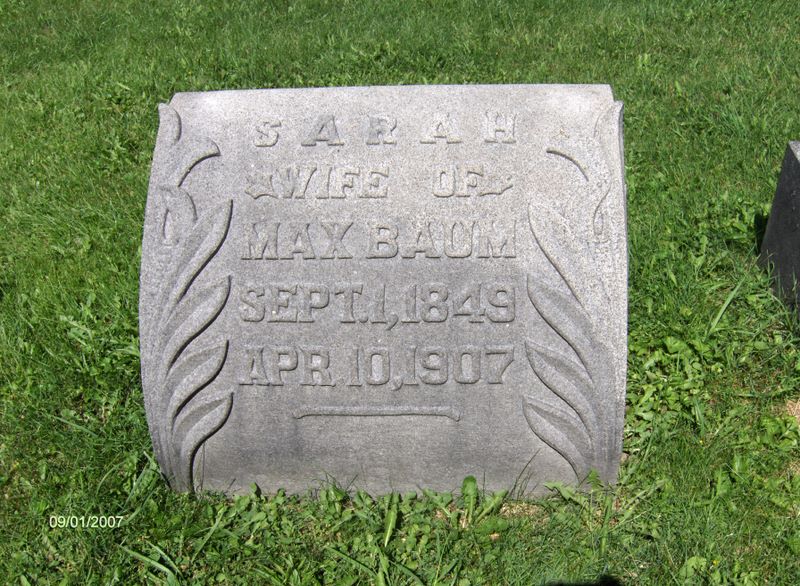 SARAH
WIFE OF
MAX BAUM
SEPT. 1, 1849
APR 10, 1907
09/01/2007